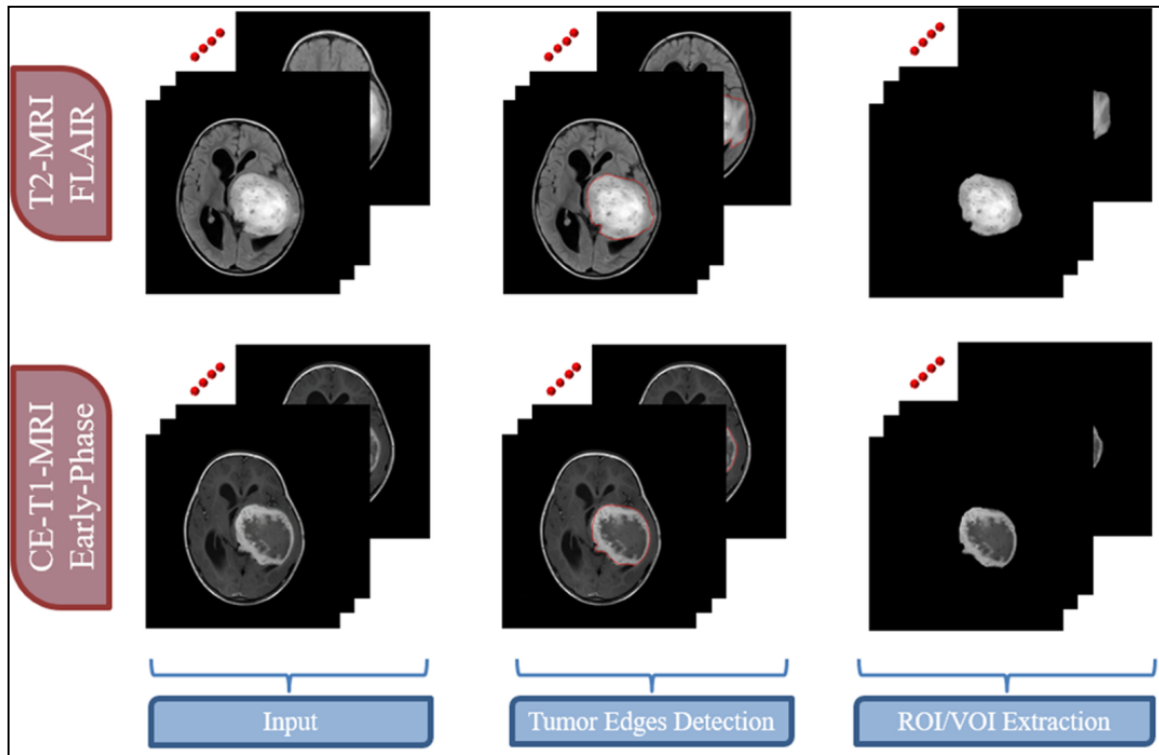 T2-MRI
FLAIR
CE-T1-MRI
Early-Phase
Input
Tumor Edges Detection
ROI/VOI Extraction